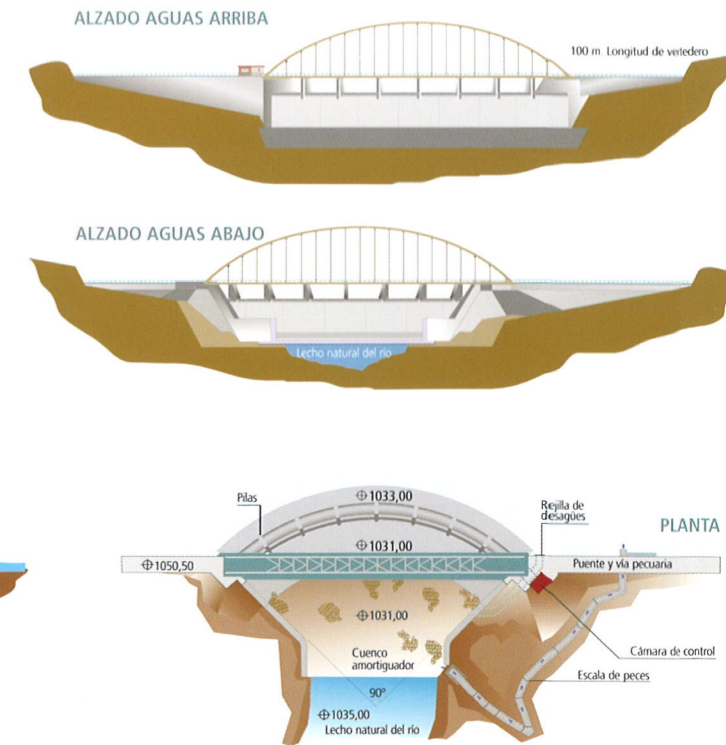 ALZADO AGUAS ARRIBA
100 m. Longitud de vertedero
ALZADO AGUAS ABAJO
Lecho natural del río
Pilas
1033,00
Rejilla de
desagües
PLANTA
1031,00
1050,50
Puente y vía pecuaria
1031,00
Cuenco
amortiguador
Cámara de control
Escala de peces
90º
1035,00
Lecho natural del río